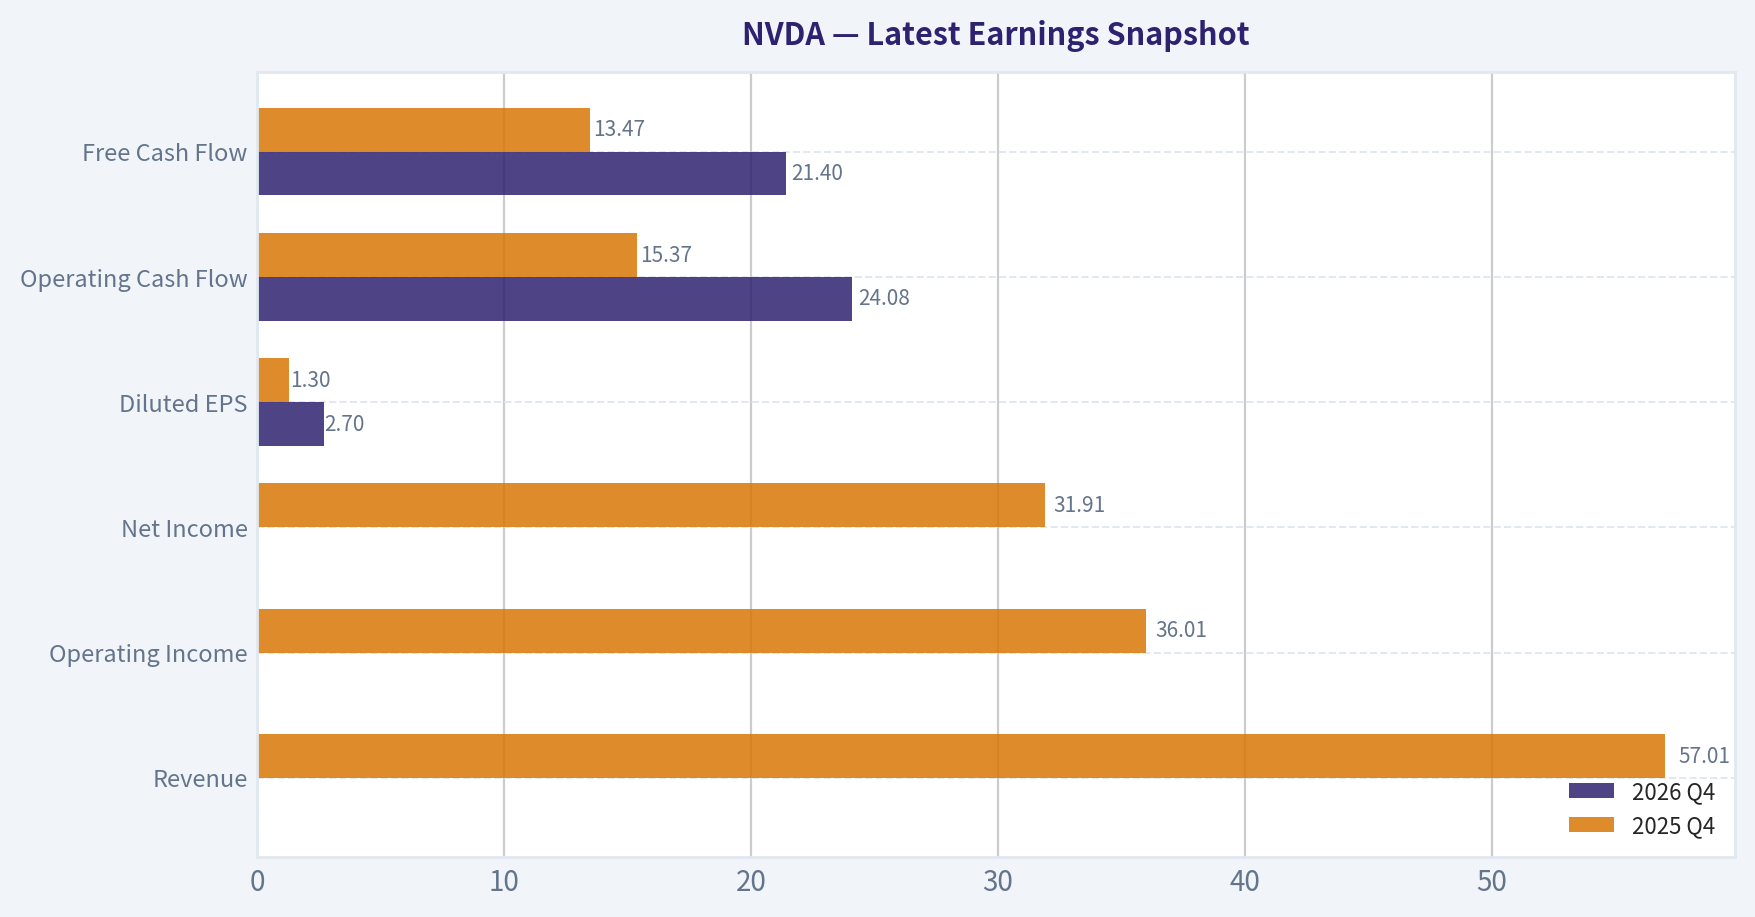 NVDA — Latest Earnings Snapshot
Free Cash Flow
13.47
21.40
Operating Cash Flow
15.37
24.08
Diluted EPS
1.30
2.70
Net Income
31.91
Operating Income
36.01
Revenue
57.01
2026 Q4
2025 Q4
0 10 20 30 40 50